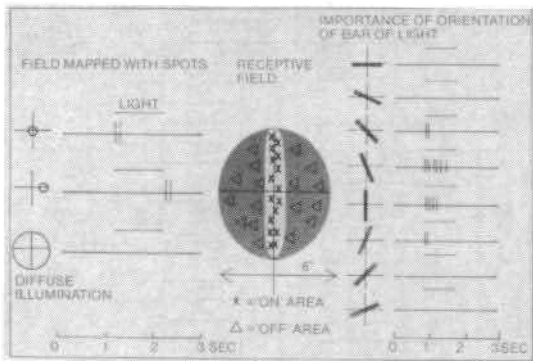 IMPORTANCE OF ORIENTATION
OF BAR OF LIGHT
FIELD MAPPED WITH SPOTS
RECEPTIVE
FIELD
LIGHT
DIFFUSE
ILLUMINATION
x = 'ON' AREA
△ = 'OFF' AREA
0 1 2 3 SEC
0 1 2 3 SEC